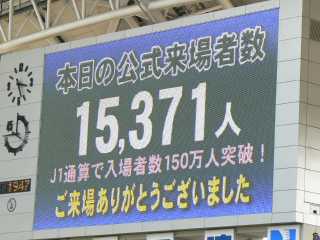 本日の公式来場者数
15,371人
J1通算で入場者数150万人突破！
ご来場ありがとうございました
1947